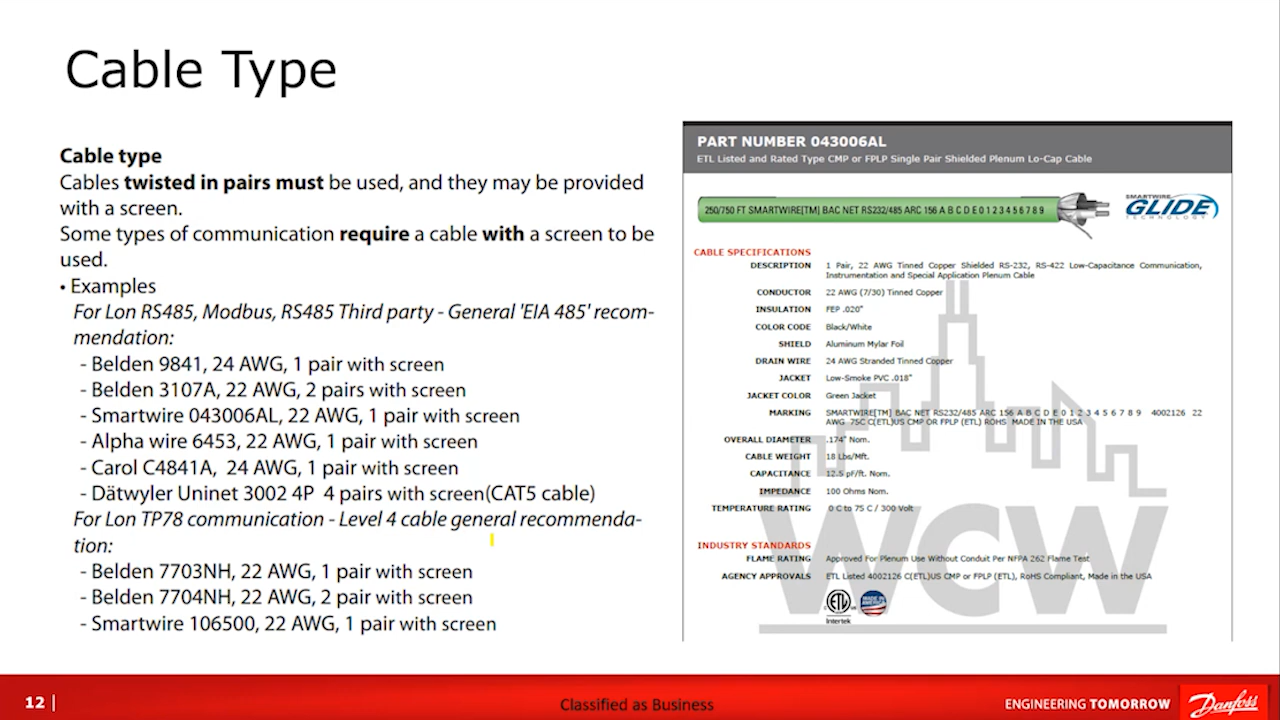 Cable Type
Cable type
Cables twisted in pairs must be used, and they may be provided
with a screen.
Some types of communication require a cable with a screen to be
used.
• Examples
For Lon RS485, Modbus, RS485 Third party - General 'EIA 485' recom-
mendation:
- Belden 9841, 24 AWG, 1 pair with screen
- Belden 3107A, 22 AWG, 2 pairs with screen
- Smartwire 043006AL, 22 AWG, 1 pair with screen
- Alpha wire 6453, 22 AWG, 1 pair with screen
- Carol C4841A, 24 AWG, 1 pair with screen
- Dätwyler Uninet 3002 4P 4 pairs with screen(CAT5 cable)
For Lon TP78 communication - Level 4 cable general recommenda-
tion:
- Belden 7703NH, 22 AWG, 1 pair with screen
- Belden 7704NH, 22 AWG, 2 pair with screen
- Smartwire 106500, 22 AWG, 1 pair with screen
PART NUMBER 043006AL
ETL Listed and Rated Type CMP or FPLP Single Pair Shielded Plenum Lo-Cap Cable
250/750 FT SMARTWIRE[TM] BAC NET RS232/485 ARC 156 A B C D E 0 1 2 3 4 5 6 7 8 9
SMARTWIRE
GLIDE
TECHNOLOGY
CABLE SPECIFICATIONS
DESCRIPTION 1 Pair, 22 AWG Tinned Copper Shielded RS-232, RS-422 Low-Capacitance Communication,
Instrumentation and Special Application Plenum Cable
CONDUCTOR 22 AWG (7/30) Tinned Copper
INSULATION FEP .020"
COLOR CODE Black/White
SHIELD Aluminum Mylar Foil
DRAIN WIRE 24 AWG Stranded Tinned Copper
JACKET Low-Smoke PVC .018"
JACKET COLOR Green Jacket
MARKING SMARTWIRE[TM] BAC NET RS232/485 ARC 156 A B C D E 0 1 2 3 4 5 6 7 8 9 4002126 22
AWG 75C C(ETL)US CMP OR FPLP (ETL) ROHS MADE IN THE USA
OVERALL DIAMETER .174" Nom.
CABLE WEIGHT 18 Lbs/Mft.
CAPACITANCE 12.5 pF/ft. Nom.
IMPEDANCE 100 Ohms Nom.
TEMPERATURE RATING 0 C to 75 C / 300 Volt
WCW
INDUSTRY STANDARDS
FLAME RATING Approved For Plenum Use Without Conduit Per NFPA 262 Flame Test
AGENCY APPROVALS ETL Listed 4002126 C(ETL)US CMP or FPLP (ETL), RoHS Compliant, Made in the USA
ETL
Intertek
MADE IN AMERICA
12
Classified as Business
ENGINEERING TOMORROW
Danfoss